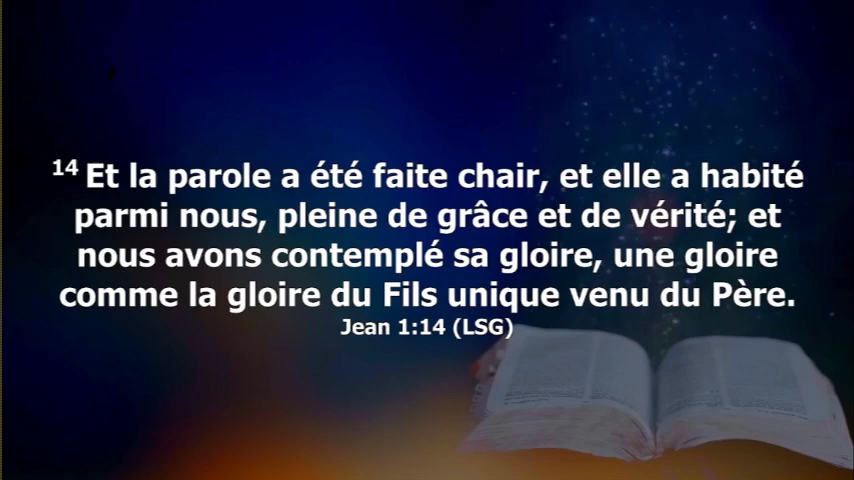 14 Et la parole a été faite chair, et elle a habité
parmi nous, pleine de grâce et de vérité; et
nous avons contemplé sa gloire, une gloire
comme la gloire du Fils unique venu du Père.
Jean 1:14 (LSG)